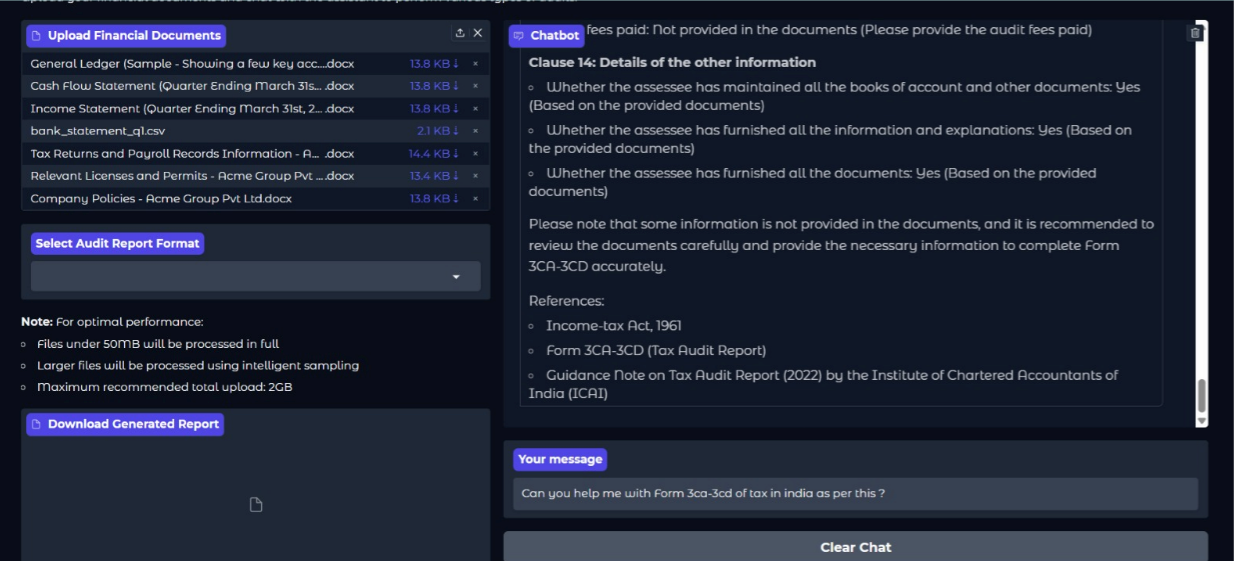 Upload Financial Documents
General Ledger (Sample - Showing a few key acc....docx 13.8 KB↓ ×
Cash Flow Statement (Quarter Ending March 31s... .docx 13.8 KB↓ ×
Income Statement (Quarter Ending March 31st, 2... .docx 13.8 KB↓ ×
bank_statement_q1.csv 2.1 KB↓ ×
Tax Returns and Payroll Records Information - A... .docx 14.4 KB↓ ×
Relevant Licenses and Permits - Acme Group Pvt ....docx 13.4 KB↓ ×
Company Policies - Acme Group Pvt Ltd.docx 13.8 KB↓ ×
Select Audit Report Format
Note: For optimal performance:
Files under 50MB will be processed in full
Larger files will be processed using intelligent sampling
Maximum recommended total upload: 2GB
Download Generated Report
Chatbot
fees paid: Not provided in the documents (Please provide the audit fees paid)
Clause 14: Details of the other information
Whether the assessee has maintained all the books of account and other documents: Yes
(Based on the provided documents)
Whether the assessee has furnished all the information and explanations: Yes (Based on
the provided documents)
Whether the assessee has furnished all the documents: Yes (Based on the provided
documents)
Please note that some information is not provided in the documents, and it is recommended to
review the documents carefully and provide the necessary information to complete Form
3CA-3CD accurately.
References:
Income-tax Act, 1961
Form 3CA-3CD (Tax Audit Report)
Guidance Note on Tax Audit Report (2022) by the Institute of Chartered Accountants of
India (ICAI)
Your message
Can you help me with Form 3ca-3cd of tax in india as per this ?
Clear Chat